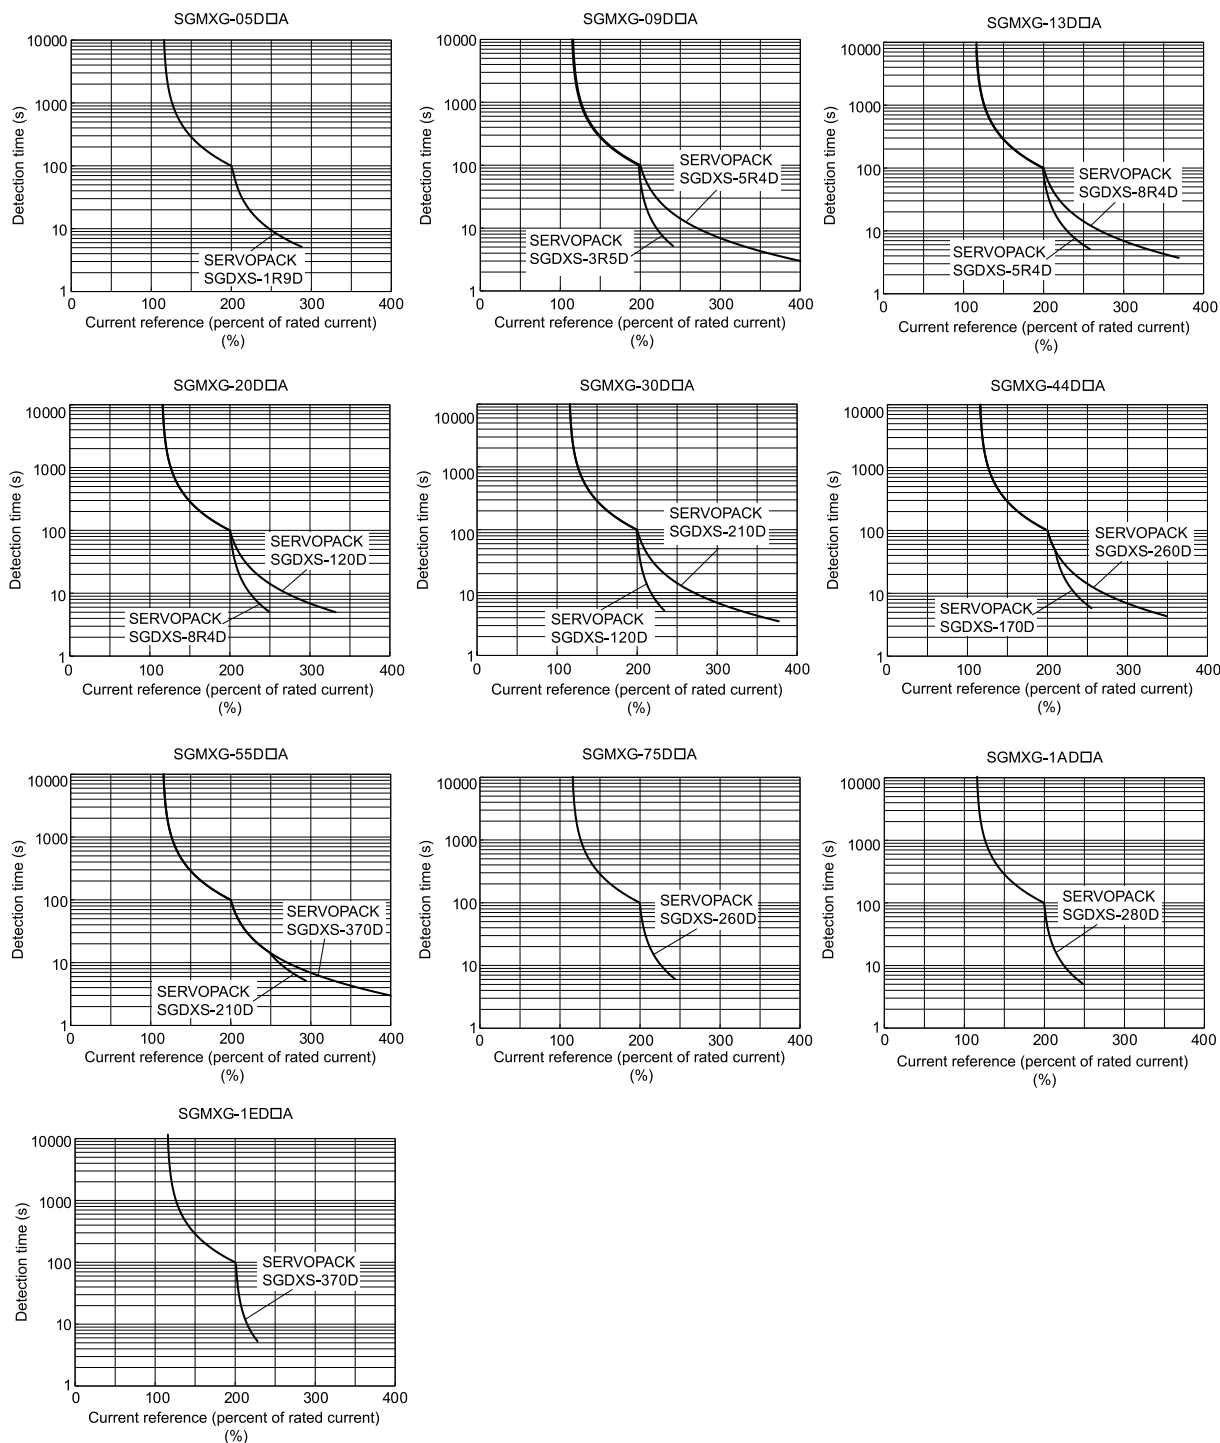 SGMXG-05D□A
10000
1000
100
10
1
Detection time (s)
SERVOPACK
SGDXS-1R9D
0 100 200 300 400
Current reference (percent of rated current)
(%)
SGMXG-09D□A
10000
1000
100
10
1
Detection time (s)
SERVOPACK
SGDXS-5R4D
SERVOPACK
SGDXS-3R5D
0 100 200 300 400
Current reference (percent of rated current)
(%)
SGMXG-13D□A
10000
1000
100
10
1
Detection time (s)
SERVOPACK
SGDXS-8R4D
SERVOPACK
SGDXS-5R4D
0 100 200 300 400
Current reference (percent of rated current)
(%)
SGMXG-20D□A
10000
1000
100
10
1
Detection time (s)
SERVOPACK
SGDXS-120D
SERVOPACK
SGDXS-8R4D
0 100 200 300 400
Current reference (percent of rated current)
(%)
SGMXG-30D□A
10000
1000
100
10
1
Detection time (s)
SERVOPACK
SGDXS-210D
SERVOPACK
SGDXS-120D
0 100 200 300 400
Current reference (percent of rated current)
(%)
SGMXG-44D□A
10000
1000
100
10
1
Detection time (s)
SERVOPACK
SGDXS-260D
SERVOPACK
SGDXS-170D
0 100 200 300 400
Current reference (percent of rated current)
(%)
SGMXG-55D□A
10000
1000
100
10
1
Detection time (s)
SERVOPACK
SGDXS-370D
SERVOPACK
SGDXS-210D
0 100 200 300 400
Current reference (percent of rated current)
(%)
SGMXG-75D□A
10000
1000
100
10
1
Detection time (s)
SERVOPACK
SGDXS-260D
0 100 200 300 400
Current reference (percent of rated current)
(%)
SGMXG-1AD□A
10000
1000
100
10
1
Detection time (s)
SERVOPACK
SGDXS-280D
0 100 200 300 400
Current reference (percent of rated current)
(%)
SGMXG-1ED□A
10000
1000
100
10
1
Detection time (s)
SERVOPACK
SGDXS-370D
0 100 200 300 400
Current reference (percent of rated current)
(%)